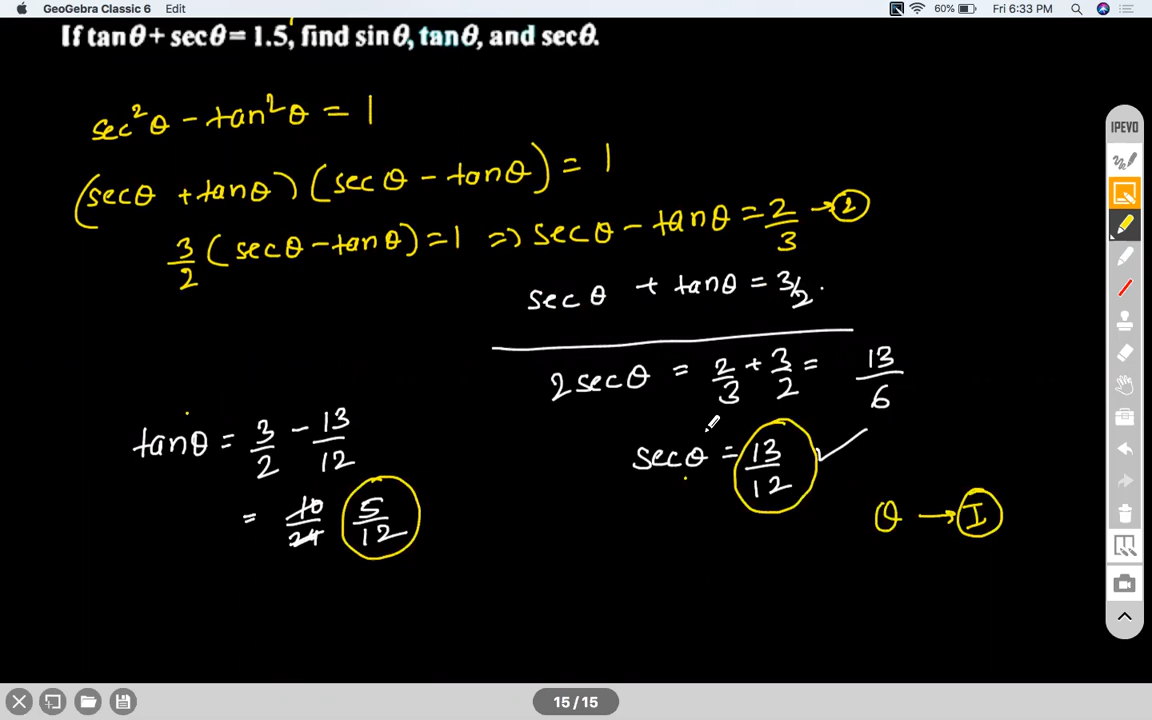 GeoGebra Classic 6 Edit 60% Fri 6:33 PM
If tanθ + secθ = 1.5, find sinθ, tanθ, and secθ.
sec²θ - tan²θ = 1
(secθ + tanθ) (secθ - tanθ) = 1
3/2 (secθ - tanθ) = 1 ⇒ secθ - tanθ = 2/3 → 2
secθ + tanθ = 3/2.
2secθ = 2/3 + 3/2 = 13/6
tanθ = 3/2 - 13/12
secθ = 13/12 ✓
= 10/24 5/12
θ → I
IPEVO
15/15